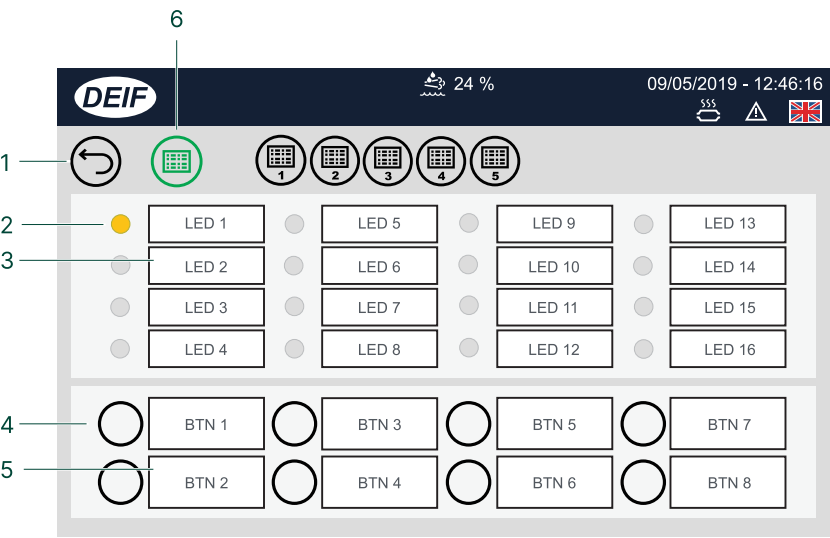 6
DEIF
24 %
09/05/2019 - 12:46:16
1
1 2 3 4 5
2
LED 1 LED 5 LED 9 LED 13
3
LED 2 LED 6 LED 10 LED 14
LED 3 LED 7 LED 11 LED 15
LED 4 LED 8 LED 12 LED 16
4
BTN 1 BTN 3 BTN 5 BTN 7
5
BTN 2 BTN 4 BTN 6 BTN 8